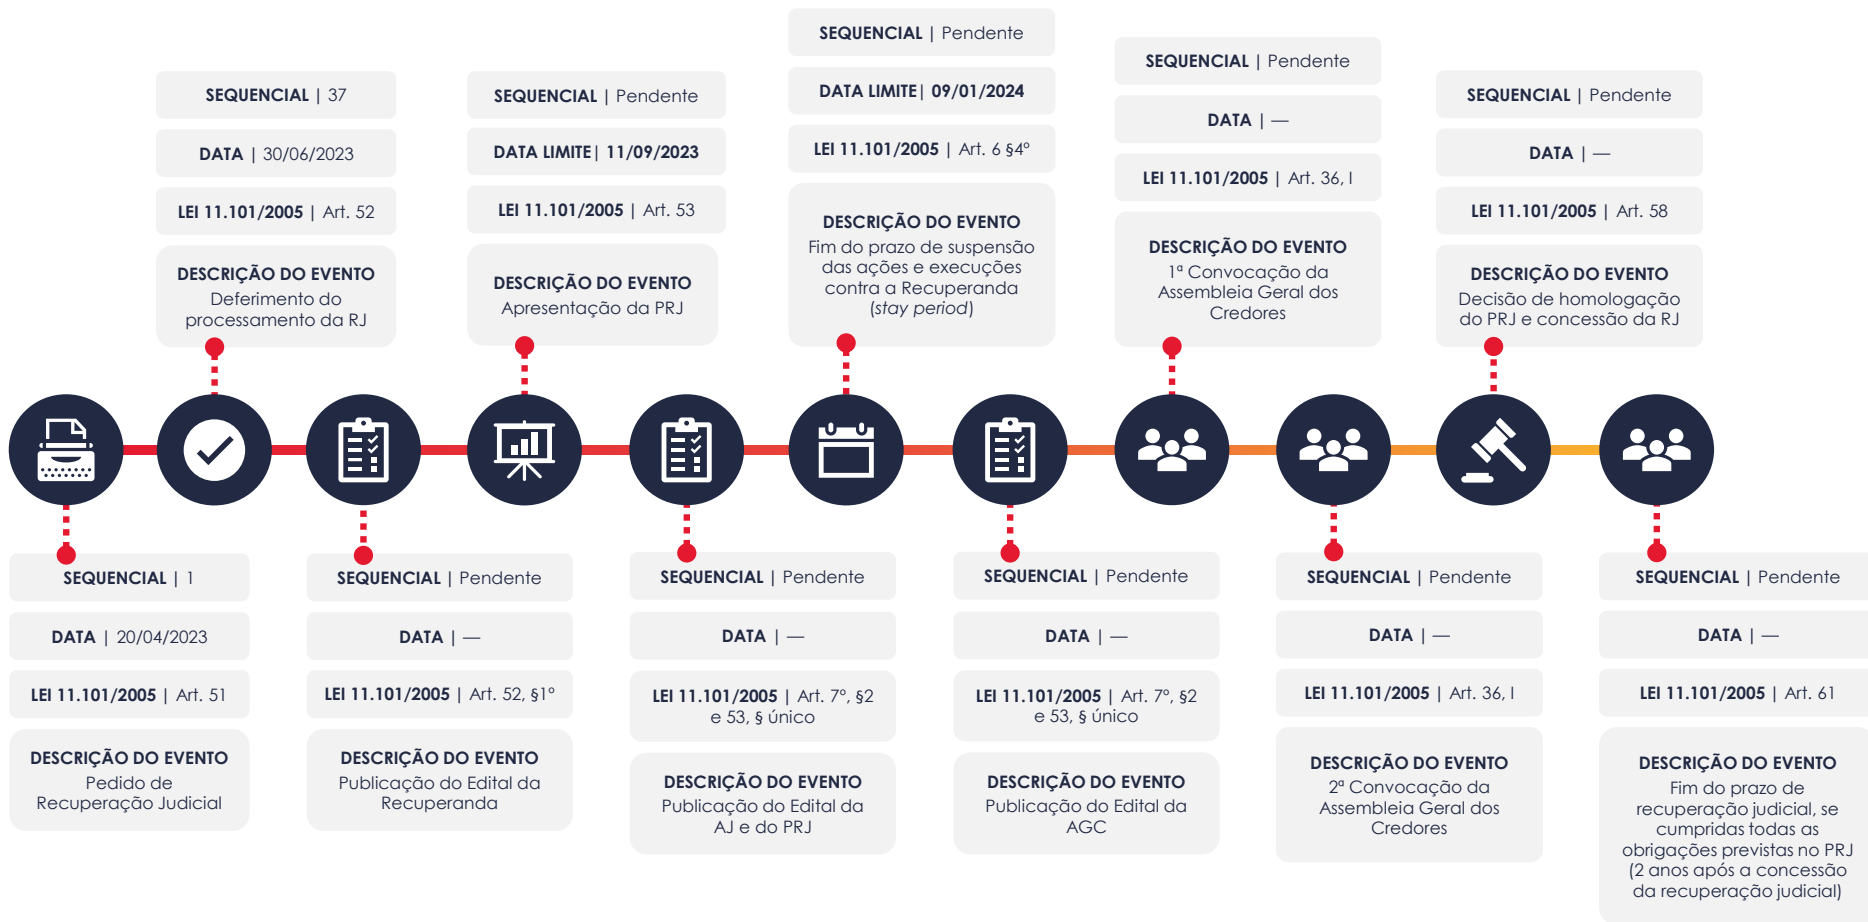 SEQUENCIAL | 1
DATA | 20/04/2023
LEI 11.101/2005 | Art. 51
DESCRIÇÃO DO EVENTO
Pedido de
Recuperação Judicial
SEQUENCIAL | 37
DATA | 30/06/2023
LEI 11.101/2005 | Art. 52
DESCRIÇÃO DO EVENTO
Deferimento do
processamento da RJ
SEQUENCIAL | Pendente
DATA | —
LEI 11.101/2005 | Art. 52, §1º
DESCRIÇÃO DO EVENTO
Publicação do Edital da
Recuperanda
SEQUENCIAL | Pendente
DATA LIMITE| 11/09/2023
LEI 11.101/2005 | Art. 53
DESCRIÇÃO DO EVENTO
Apresentação da PRJ
SEQUENCIAL | Pendente
DATA | —
LEI 11.101/2005 | Art. 7º, §2
e 53, § único
DESCRIÇÃO DO EVENTO
Publicação do Edital da
AJ e do PRJ
SEQUENCIAL | Pendente
DATA LIMITE| 09/01/2024
LEI 11.101/2005 | Art. 6 §4º
DESCRIÇÃO DO EVENTO
Fim do prazo de suspensão
das ações e execuções
contra a Recuperanda
(stay period)
SEQUENCIAL | Pendente
DATA | —
LEI 11.101/2005 | Art. 7º, §2
e 53, § único
DESCRIÇÃO DO EVENTO
Publicação do Edital da
AGC
SEQUENCIAL | Pendente
DATA | —
LEI 11.101/2005 | Art. 36, I
DESCRIÇÃO DO EVENTO
1ª Convocação da
Assembleia Geral dos
Credores
SEQUENCIAL | Pendente
DATA | —
LEI 11.101/2005 | Art. 36, I
DESCRIÇÃO DO EVENTO
2ª Convocação da
Assembleia Geral dos
Credores
SEQUENCIAL | Pendente
DATA | —
LEI 11.101/2005 | Art. 58
DESCRIÇÃO DO EVENTO
Decisão de homologação
do PRJ e concessão da RJ
SEQUENCIAL | Pendente
DATA | —
LEI 11.101/2005 | Art. 61
DESCRIÇÃO DO EVENTO
Fim do prazo de
recuperação judicial, se
cumpridas todas as
obrigações previstas no PRJ
(2 anos após a concessão
da recuperação judicial)